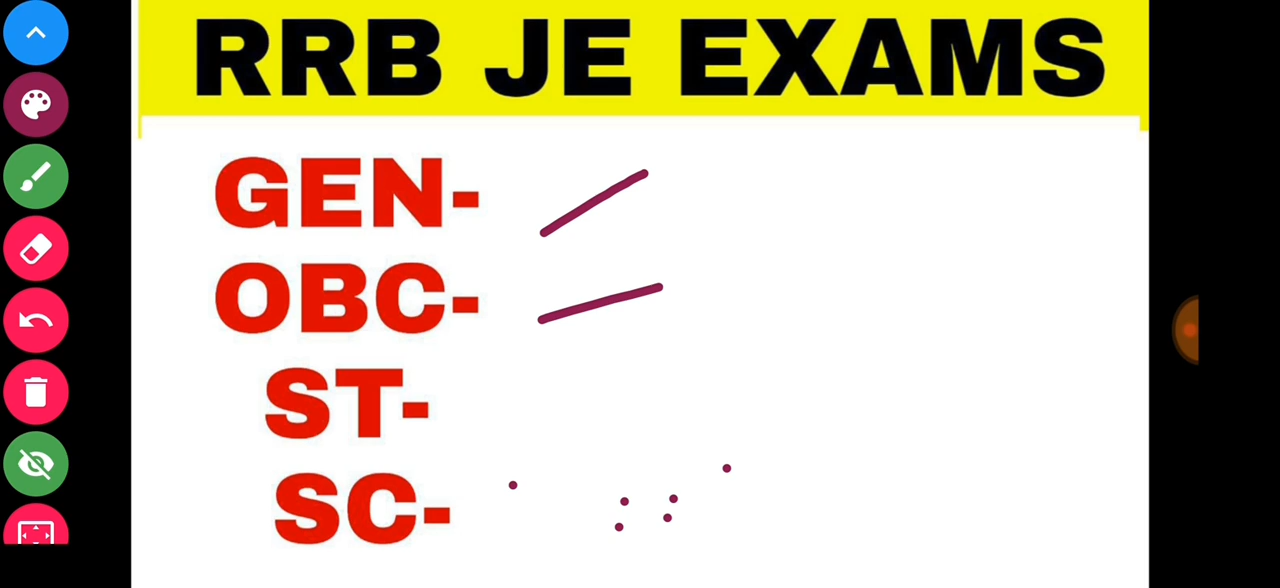 RRB JE EXAMS
GEN-
OBC-
ST-
SC-